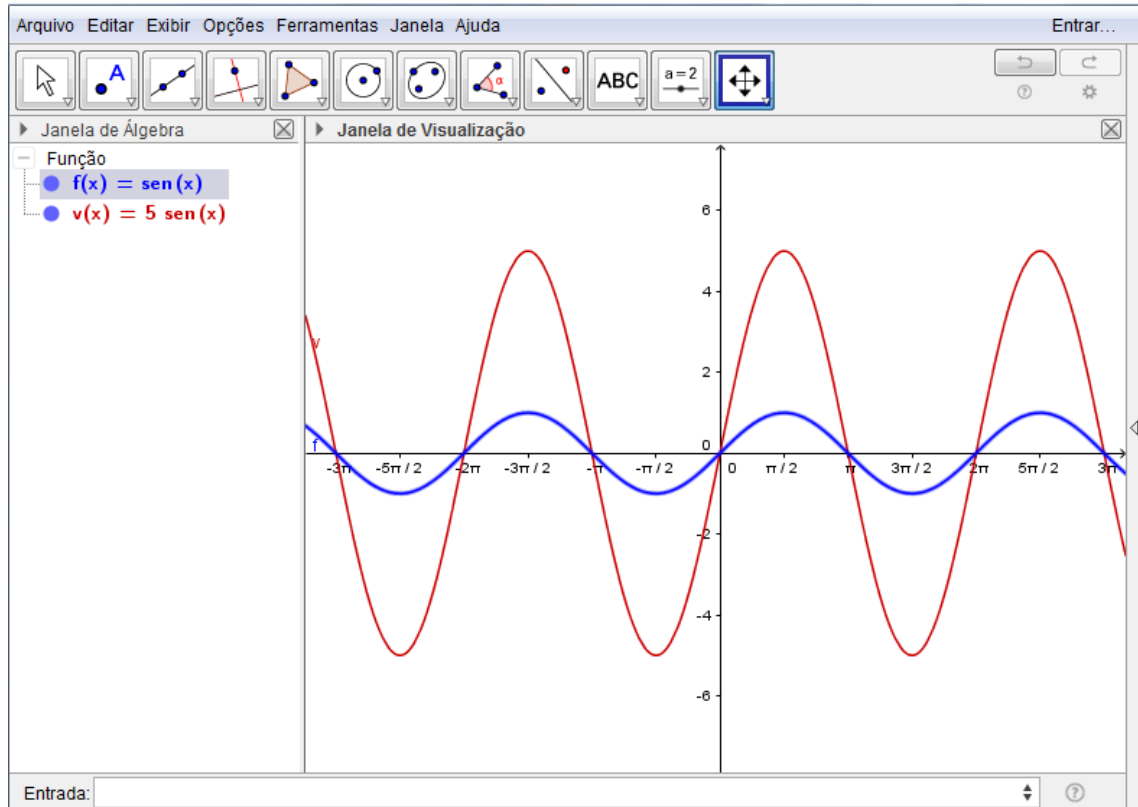 Arquivo Editar Exibir Opções Ferramentas Janela Ajuda Entrar...
A α ABC a=2
Janela de Álgebra
Janela de Visualização
Função
f(x) = sen(x)
v(x) = 5 sen(x)
6
4
2
0
-3π -5π/2 -2π -3π/2 -π -π/2 0 π/2 π 3π/2 2π 5π/2 3π
-2
-4
-6
v
f
Entrada: